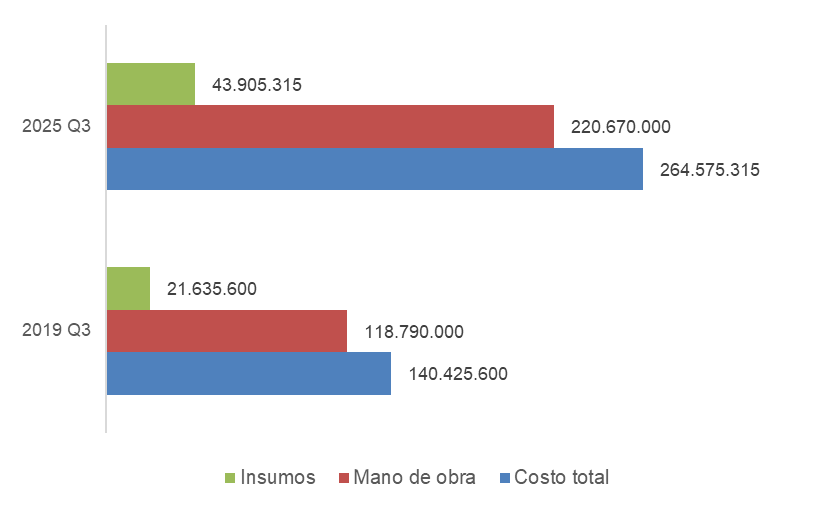 43.905.315
2025 Q3
220.670.000
264.575.315
21.635.600
2019 Q3
118.790.000
140.425.600
Insumos Mano de obra Costo total